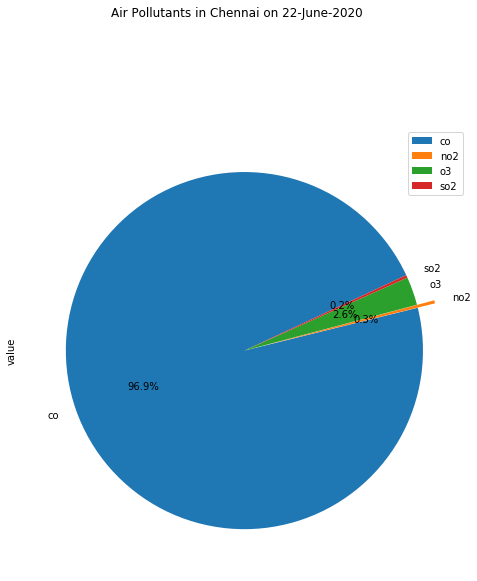 Air Pollutants in Chennai on 22-June-2020
co
no2
o3
so2
so2
o3
no2
0.2%
2.6%
0.3%
value
96.9%
co